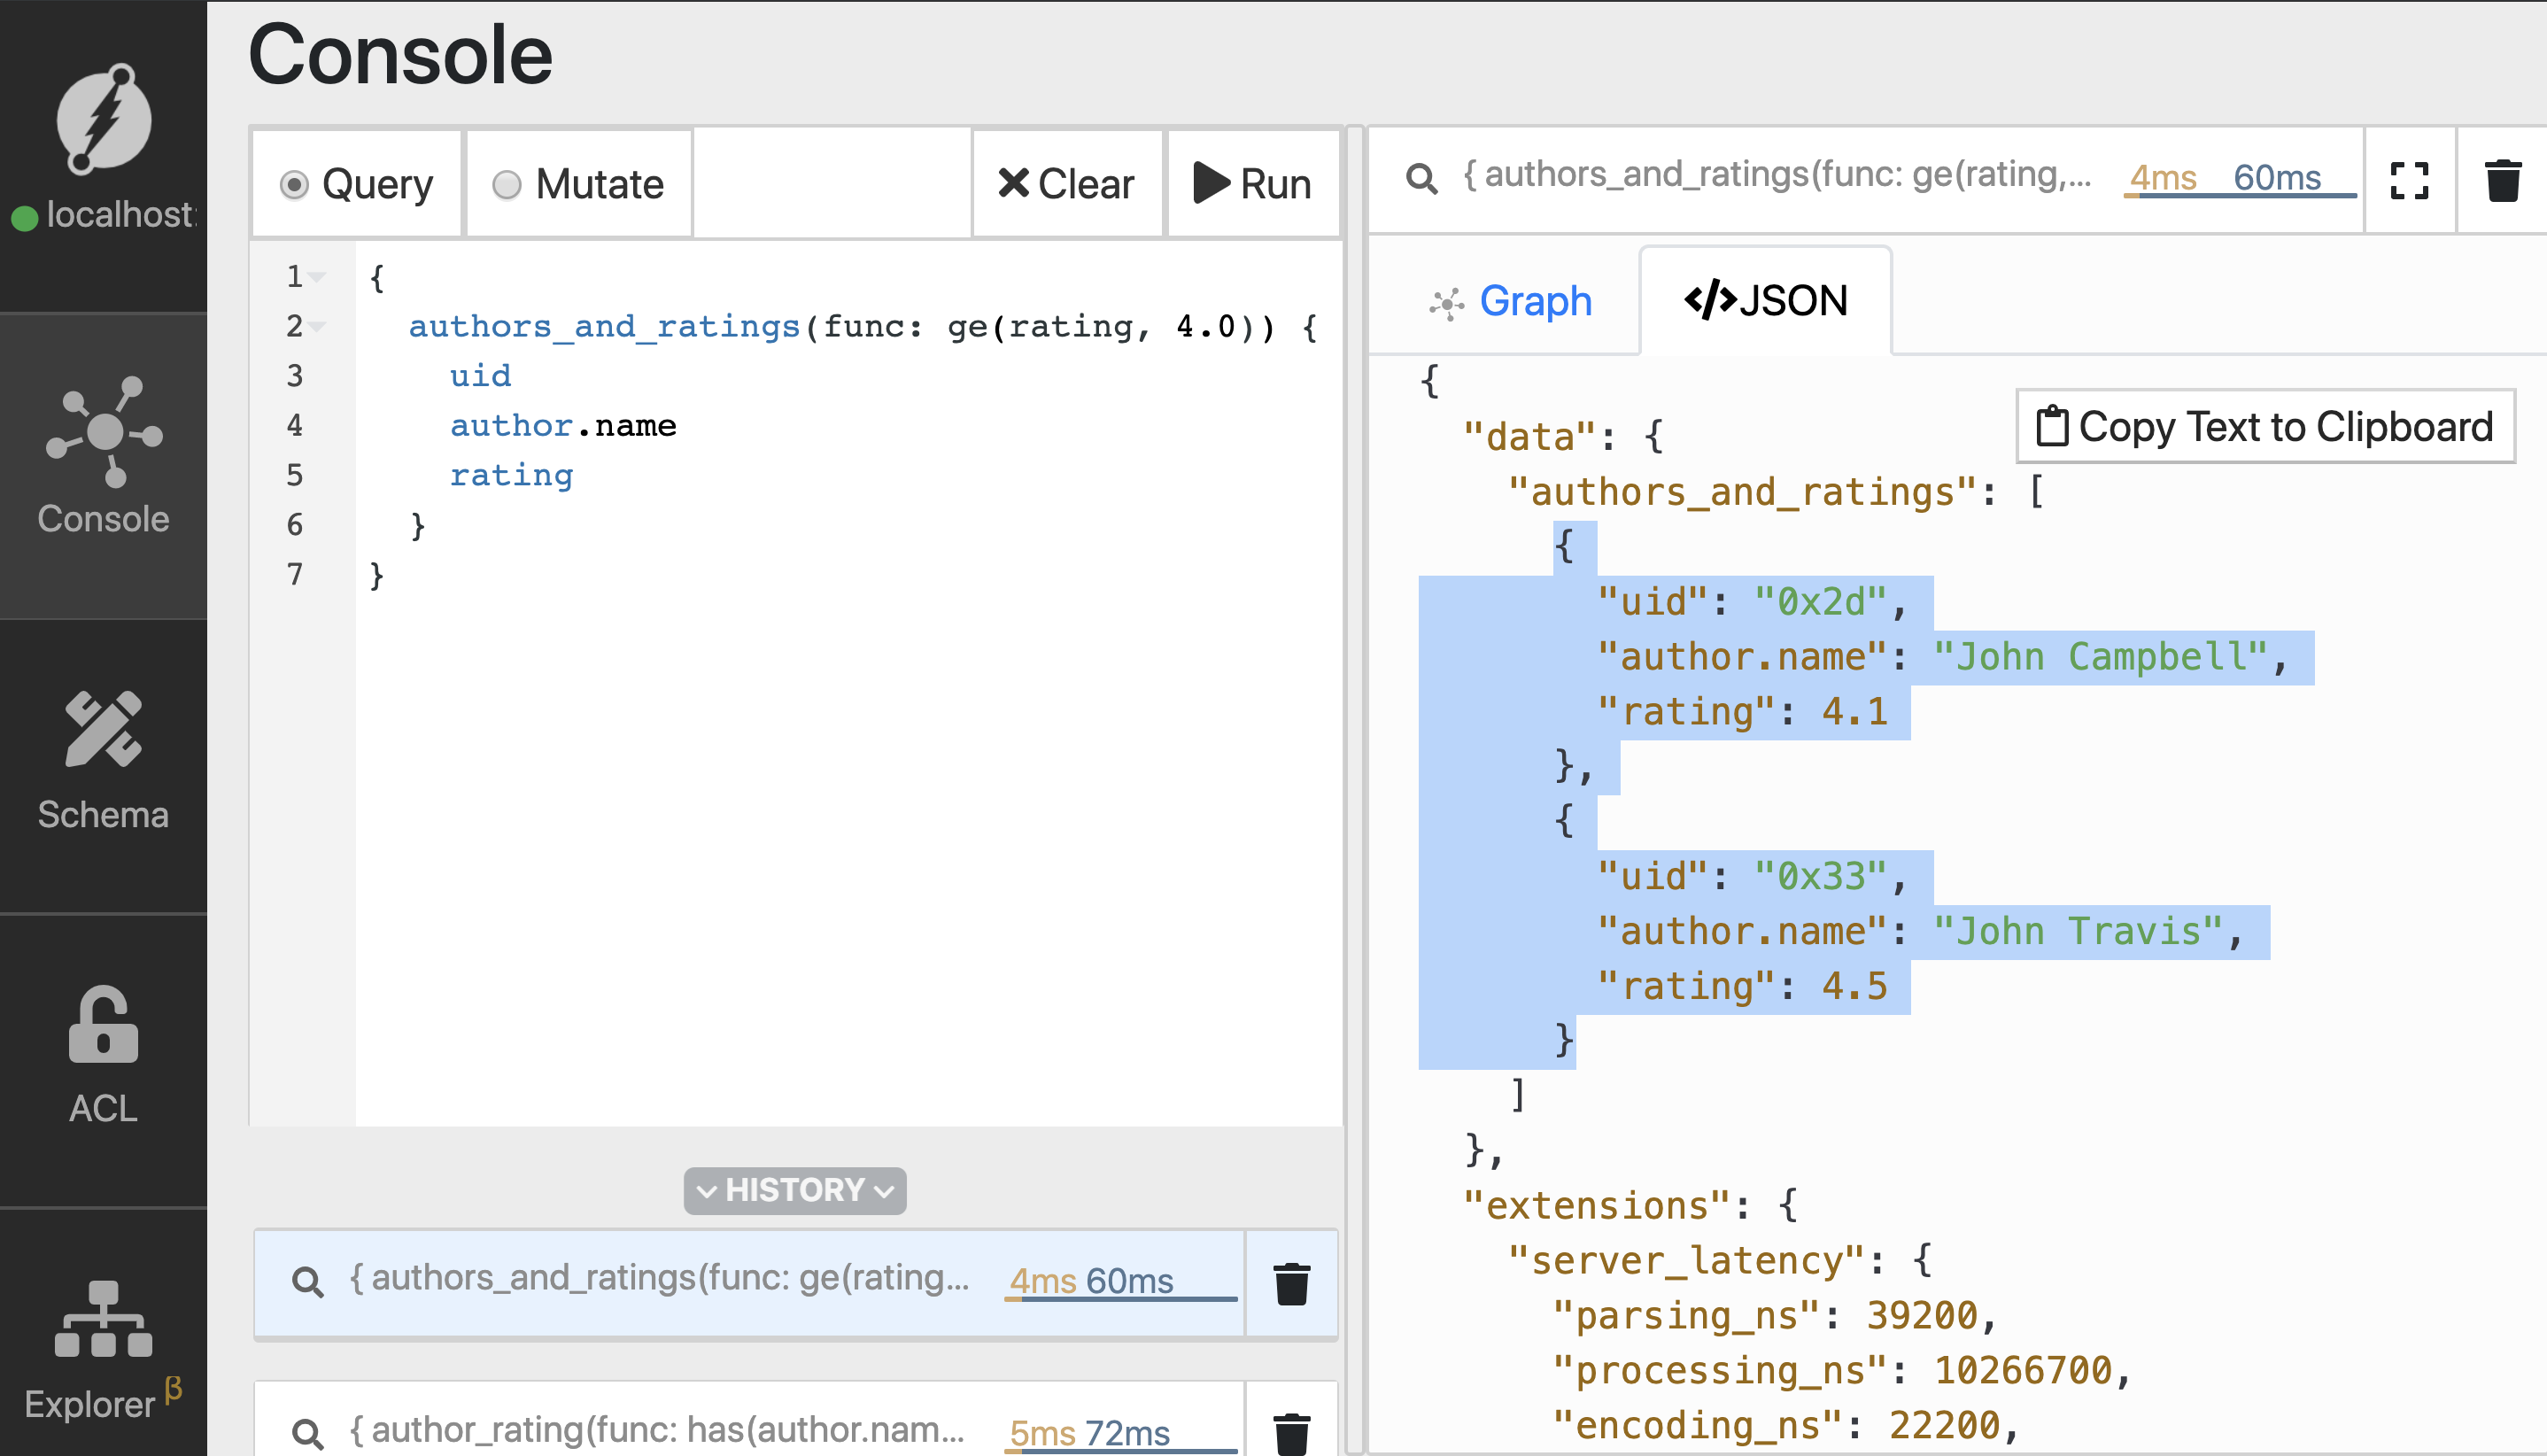 localhost:
Console
Schema
ACL
Explorer β
Console
Query
Mutate
Clear
Run
1 {
2 authors_and_ratings(func: ge(rating, 4.0)) {
3 uid
4 author.name
5 rating
6 }
7 }
HISTORY
{ authors_and_ratings(func: ge(rating... 4ms 60ms
{ author_rating(func: has(author.nam... 5ms 72ms
{ authors_and_ratings(func: ge(rating,... 4ms 60ms
Graph
</>JSON
Copy Text to Clipboard
{
"data": {
"authors_and_ratings": [
{
"uid": "0x2d",
"author.name": "John Campbell",
"rating": 4.1
},
{
"uid": "0x33",
"author.name": "John Travis",
"rating": 4.5
}
]
},
"extensions": {
"server_latency": {
"parsing_ns": 39200,
"processing_ns": 10266700,
"encoding_ns": 22200,